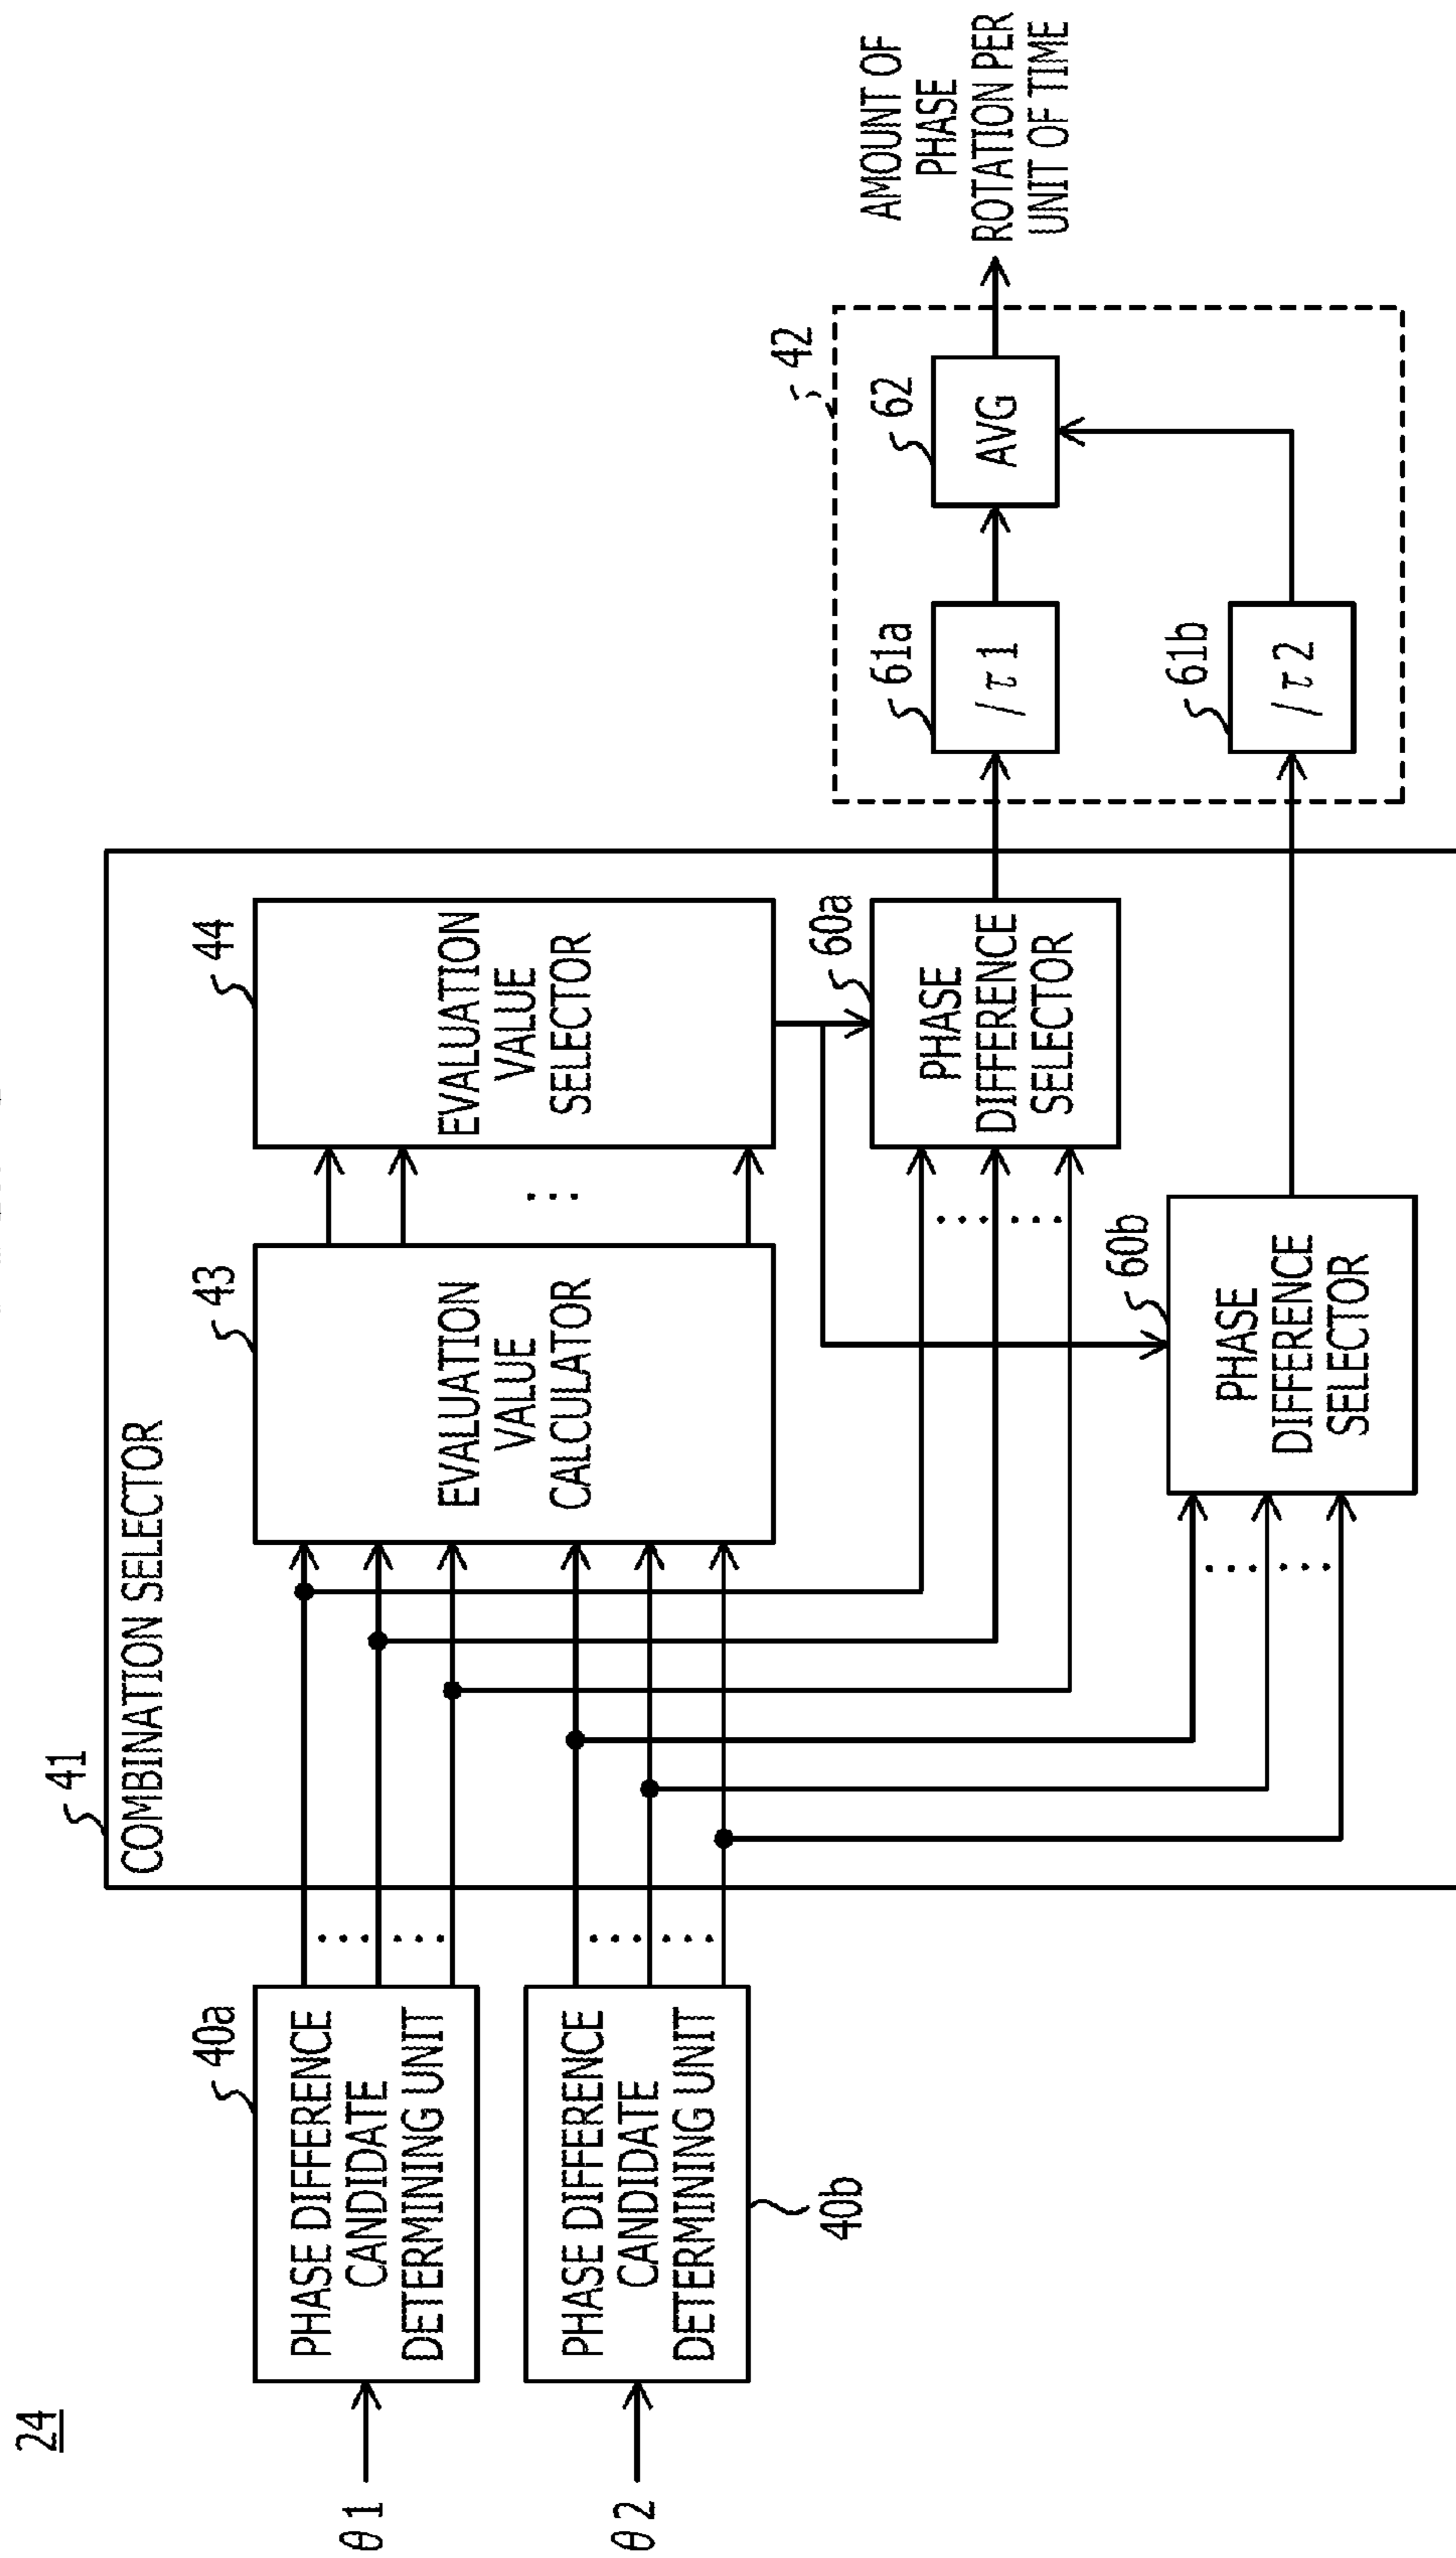 24
41
COMBINATION SELECTOR
40a
PHASE DIFFERENCE
CANDIDATE
DETERMINING UNIT
θ1
40b
PHASE DIFFERENCE
CANDIDATE
DETERMINING UNIT
θ2
43
EVALUATION
VALUE
CALCULATOR
44
EVALUATION
VALUE
SELECTOR
60a
PHASE
DIFFERENCE
SELECTOR
60b
PHASE
DIFFERENCE
SELECTOR
42
61a
/τ1
62
AVG
61b
/τ2
AMOUNT OF
PHASE
ROTATION PER
UNIT OF TIME